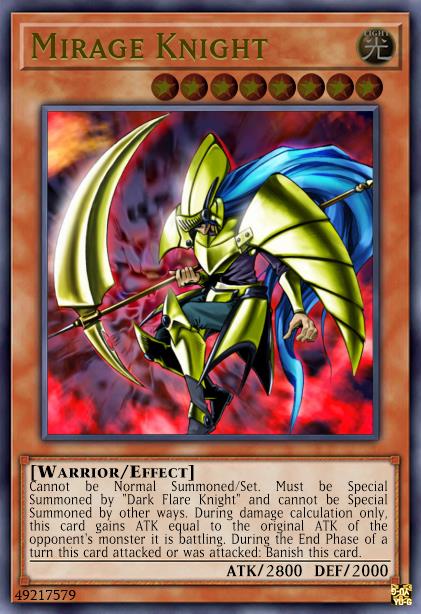 Mirage Knight
LIGHT
光
[Warrior/Effect]
Cannot be Normal Summoned/Set. Must be Special
Summoned by "Dark Flare Knight" and cannot be Special
Summoned by other ways. During damage calculation only,
this card gains ATK equal to the original ATK of the
opponent's monster it is battling. During the End Phase of a
turn this card attacked or was attacked: Banish this card.
ATK/2800 DEF/2000
49217579